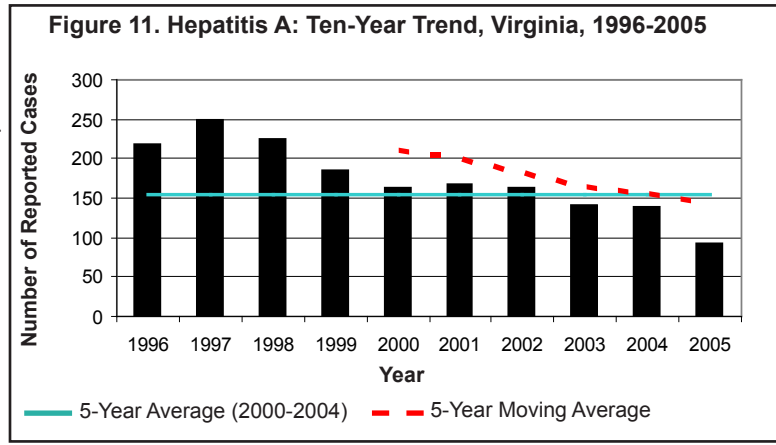 Figure 11. Hepatitis A: Ten-Year Trend, Virginia, 1996-2005
Number of Reported Cases
300
250
200
150
100
50
0
1996 1997 1998 1999 2000 2001 2002 2003 2004 2005
Year
5-Year Average (2000-2004) 5-Year Moving Average